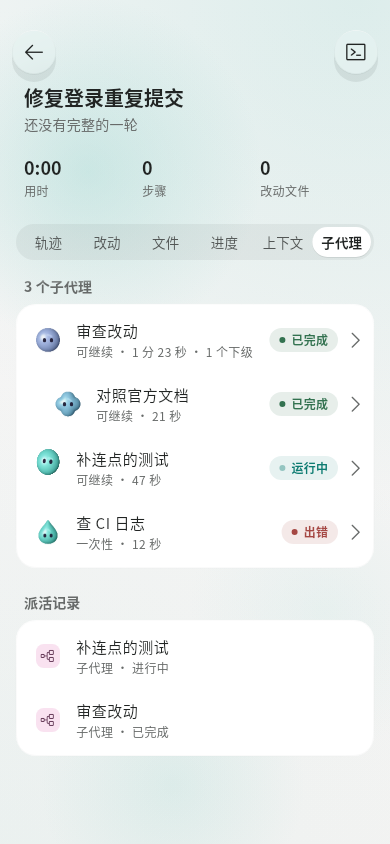 修复登录重复提交
还没有完整的一轮
0:00 0 0
用时 步骤 改动文件
轨迹 改动 文件 进度 上下文 子代理
3 个子代理
审查改动
可继续 · 1 分 23 秒 · 1 个下级
已完成
对照官方文档
可继续 · 21 秒
已完成
补连点的测试
可继续 · 47 秒
运行中
查 CI 日志
一次性 · 12 秒
出错
派活记录
补连点的测试
子代理 · 进行中
审查改动
子代理 · 已完成